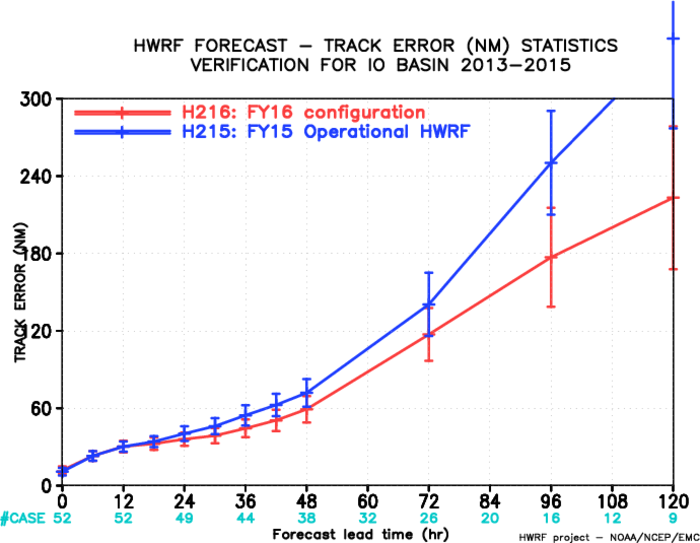 HWRF FORECAST – TRACK ERROR (NM) STATISTICS
VERIFICATION FOR IO BASIN 2013–2015
H216: FY16 configuration
H215: FY15 Operational HWRF
TRACK ERROR (NM)
300
240
180
120
60
0
0 12 24 36 48 60 72 84 96 108 120
#CASE 52 52 49 44 38 32 26 20 16 12 9
Forecast lead time (hr)
HWRF project – NOAA/NCEP/EMC